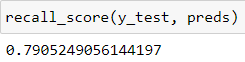 recall_score(y_test, preds)
0.7905249056144197